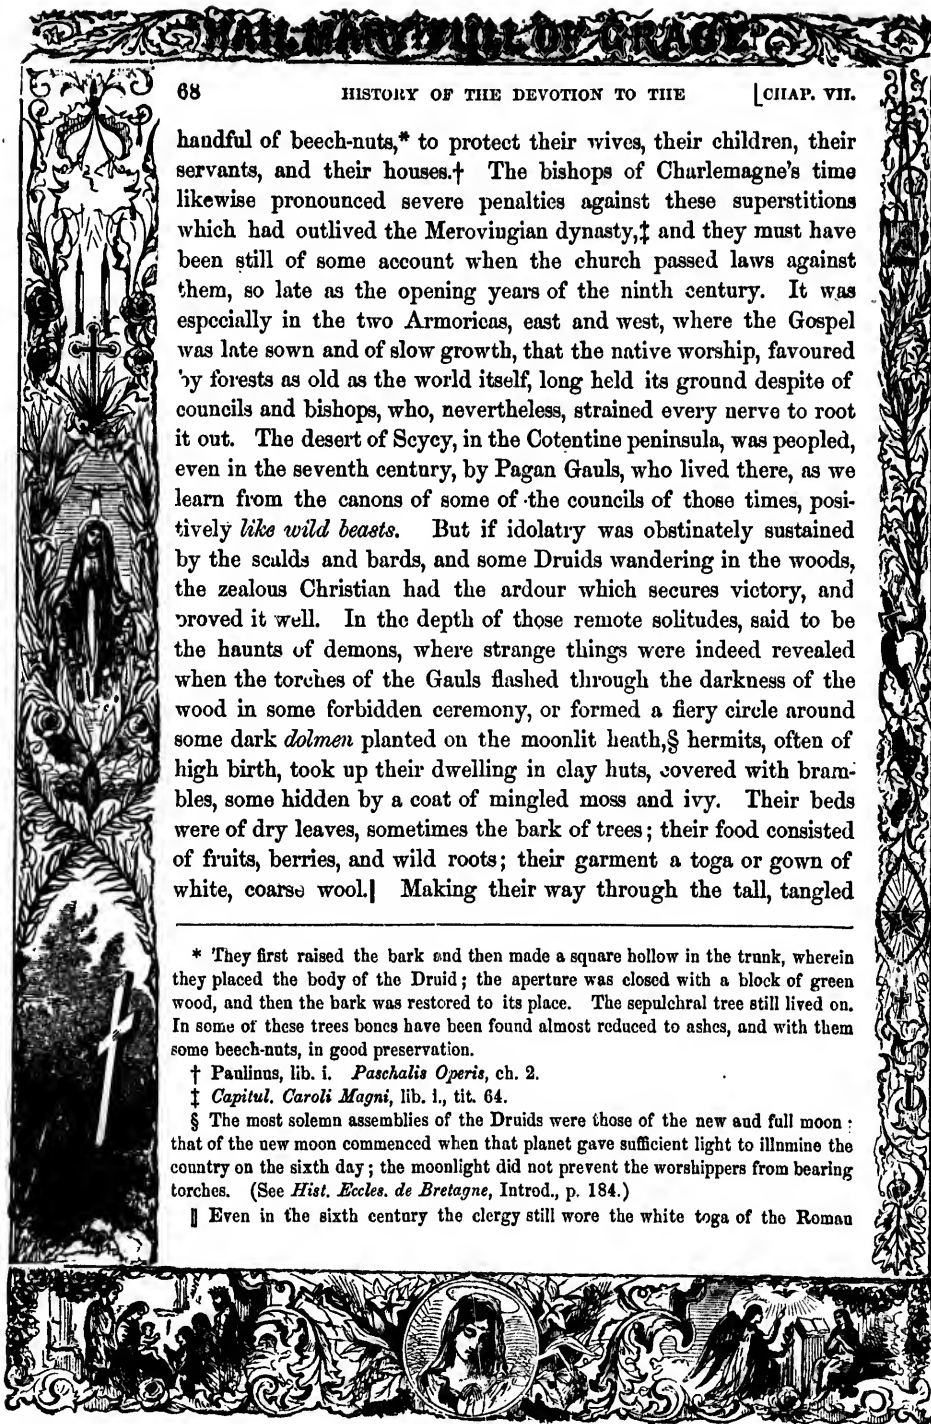 HAIL, MARY! FULL OF GRACE
68 HISTORY OF THE DEVOTION TO THE [CHAP. VII.
handful of beech-nuts,* to protect their wives, their children, their
servants, and their houses.† The bishops of Charlemagne's time
likewise pronounced severe penalties against these superstitions
which had outlived the Merovingian dynasty,‡ and they must have
been still of some account when the church passed laws against
them, so late as the opening years of the ninth century. It was
especially in the two Armoricas, east and west, where the Gospel
was late sown and of slow growth, that the native worship, favoured
by forests as old as the world itself, long held its ground despite of
councils and bishops, who, nevertheless, strained every nerve to root
it out. The desert of Scycy, in the Cotentine peninsula, was peopled,
even in the seventh century, by Pagan Gauls, who lived there, as we
learn from the canons of some of the councils of those times, posi-
tively like wild beasts. But if idolatry was obstinately sustained
by the scalds and bards, and some Druids wandering in the woods,
the zealous Christian had the ardour which secures victory, and
proved it well. In the depth of those remote solitudes, said to be
the haunts of demons, where strange things were indeed revealed
when the torches of the Gauls flashed through the darkness of the
wood in some forbidden ceremony, or formed a fiery circle around
some dark dolmen planted on the moonlit heath,§ hermits, often of
high birth, took up their dwelling in clay huts, covered with bram-
bles, some hidden by a coat of mingled moss and ivy. Their beds
were of dry leaves, sometimes the bark of trees; their food consisted
of fruits, berries, and wild roots; their garment a toga or gown of
white, coarse wool.‖ Making their way through the tall, tangled
* They first raised the bark and then made a square hollow in the trunk, wherein
they placed the body of the Druid; the aperture was closed with a block of green
wood, and then the bark was restored to its place. The sepulchral tree still lived on.
In some of these trees bones have been found almost reduced to ashes, and with them
some beech-nuts, in good preservation.
† Paulinus, lib. i. Paschalis Operis, ch. 2.
‡ Capitul. Caroli Magni, lib. i., tit. 64.
§ The most solemn assemblies of the Druids were those of the new and full moon:
that of the new moon commenced when that planet gave sufficient light to illumine the
country on the sixth day; the moonlight did not prevent the worshippers from bearing
torches. (See Hist. Eccles. de Bretagne, Introd., p. 184.)
‖ Even in the sixth century the clergy still wore the white toga of the Roman